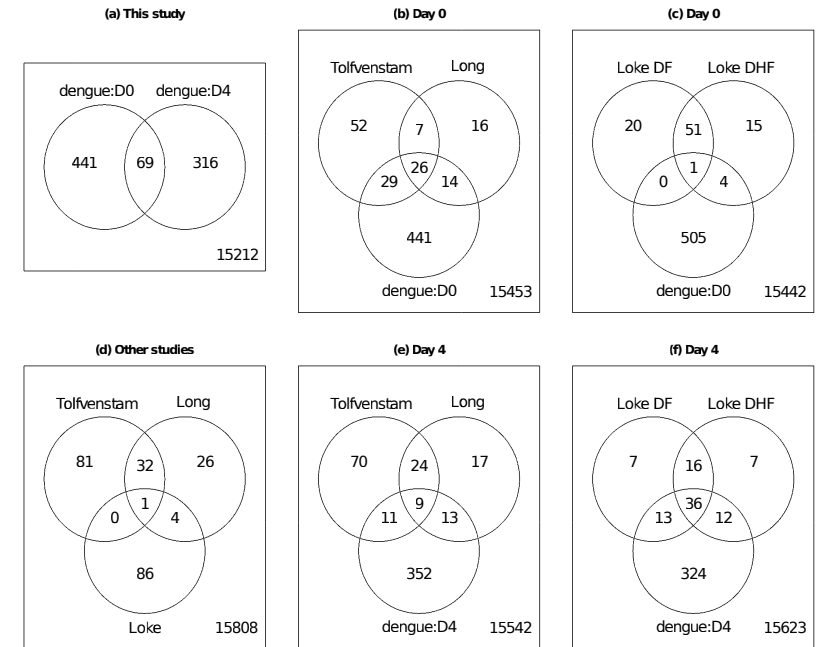 (a) This study
(b) Day 0
(c) Day 0
dengue:D0 dengue:D4
441 69 316
15212
Tolfvenstam Long
52 7 16
26
29 14
441
dengue:D0 15453
Loke DF Loke DHF
20 51 15
1
0 4
505
dengue:D0 15442
(d) Other studies
(e) Day 4
(f) Day 4
Tolfvenstam Long
81 32 26
1
0 4
86
Loke 15808
Tolfvenstam Long
70 24 17
9
11 13
352
dengue:D4 15542
Loke DF Loke DHF
7 16 7
36
13 12
324
dengue:D4 15623